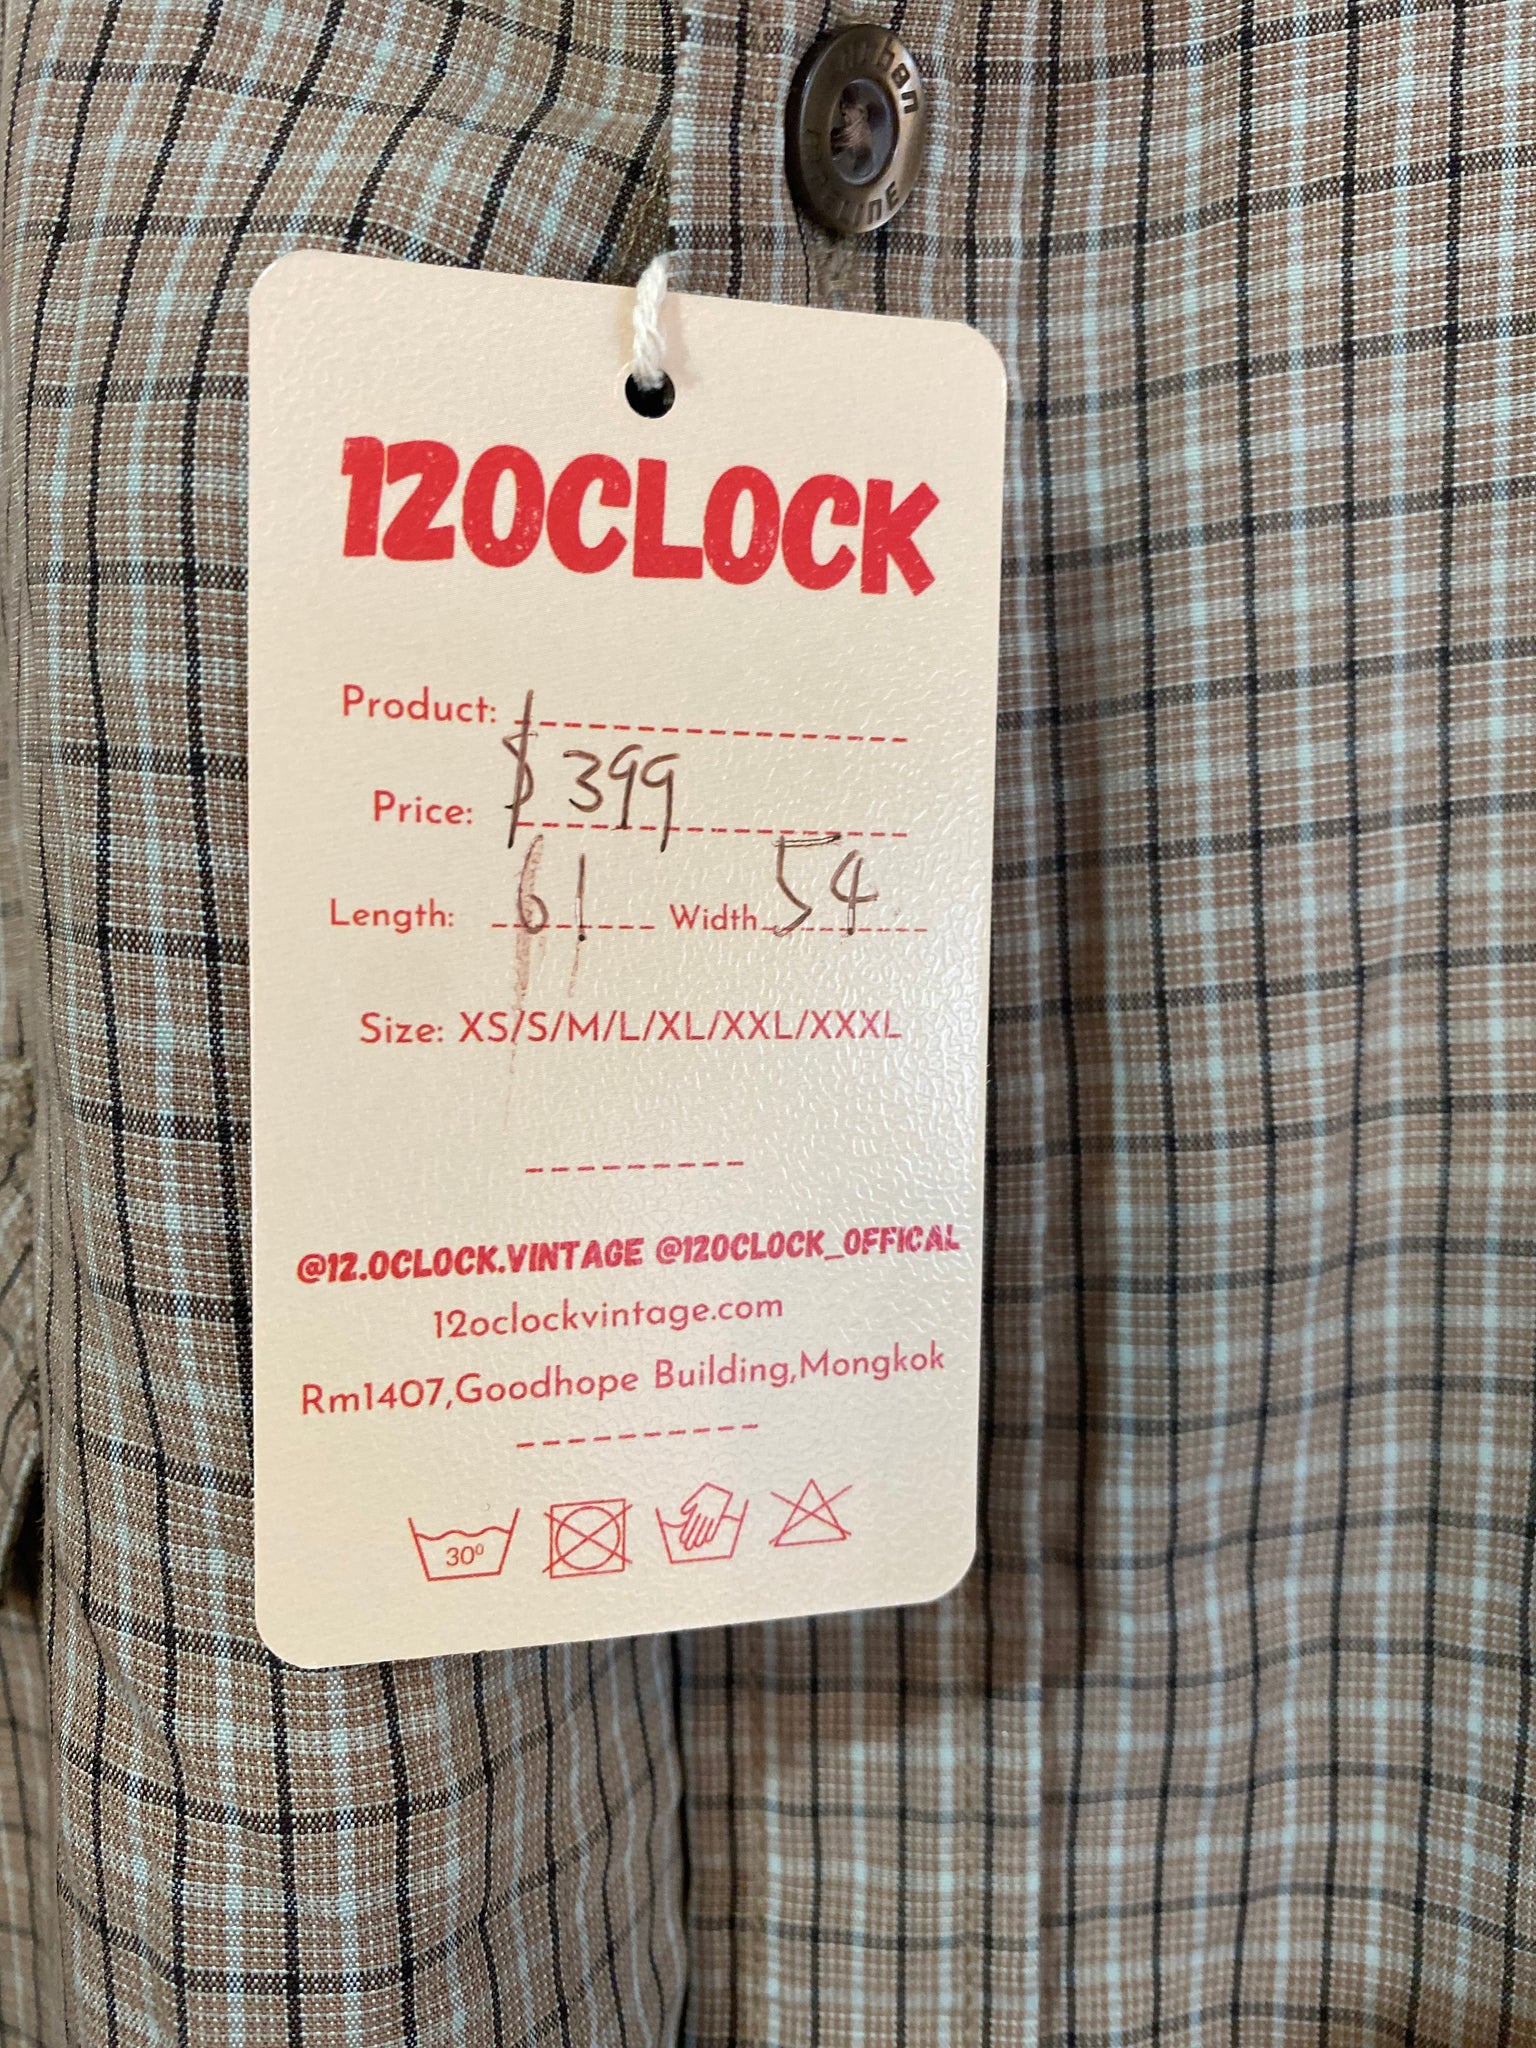 12OCLOCK
Product:
Price: $ 399
Length: 61 Width 54
Size: XS/S/M/L/XL/XXL/XXXL
@12.OCLOCK.VINTAGE @12OCLOCK_OFFICAL
12oclockvintage.com
Rm1407,Goodhope Building,Mongkok
30º